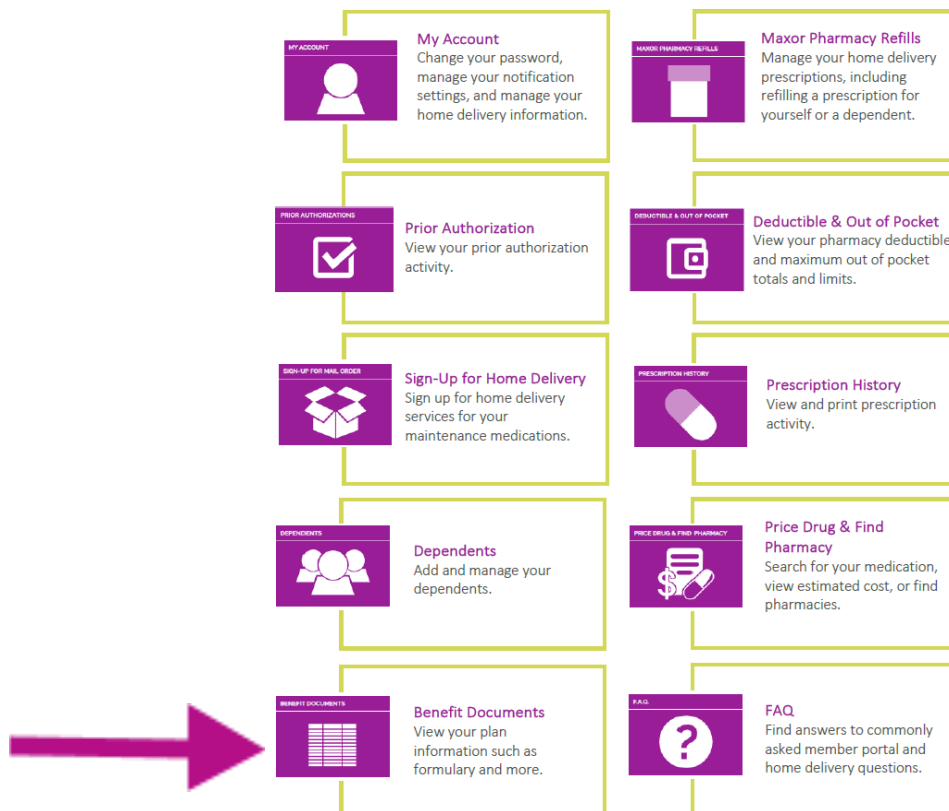 MY ACCOUNT
My Account
Change your password,
manage your notification
settings, and manage your
home delivery information.
MAXOR PHARMACY REFILLS
Maxor Pharmacy Refills
Manage your home delivery
prescriptions, including
refilling a prescription for
yourself or a dependent.
PRIOR AUTHORIZATIONS
Prior Authorization
View your prior authorization
activity.
DEDUCTIBLE & OUT OF POCKET
Deductible & Out of Pocket
View your pharmacy deductible
and maximum out of pocket
totals and limits.
SIGN-UP FOR MAIL ORDER
Sign-Up for Home Delivery
Sign up for home delivery
services for your
maintenance medications.
PRESCRIPTION HISTORY
Prescription History
View and print prescription
activity.
DEPENDENTS
Dependents
Add and manage your
dependents.
PRICE DRUG & FIND PHARMACY
$
Price Drug & Find
Pharmacy
Search for your medication,
view estimated cost, or find
pharmacies.
BENEFIT DOCUMENTS
Benefit Documents
View your plan
information such as
formulary and more.
F.A.Q.
?
FAQ
Find answers to commonly
asked member portal and
home delivery questions.